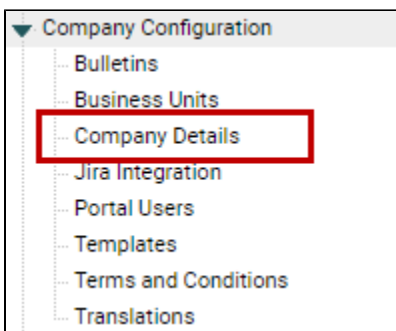 Company Configuration
Bulletins
Business Units
Company Details
Jira Integration
Portal Users
Templates
Terms and Conditions
Translations